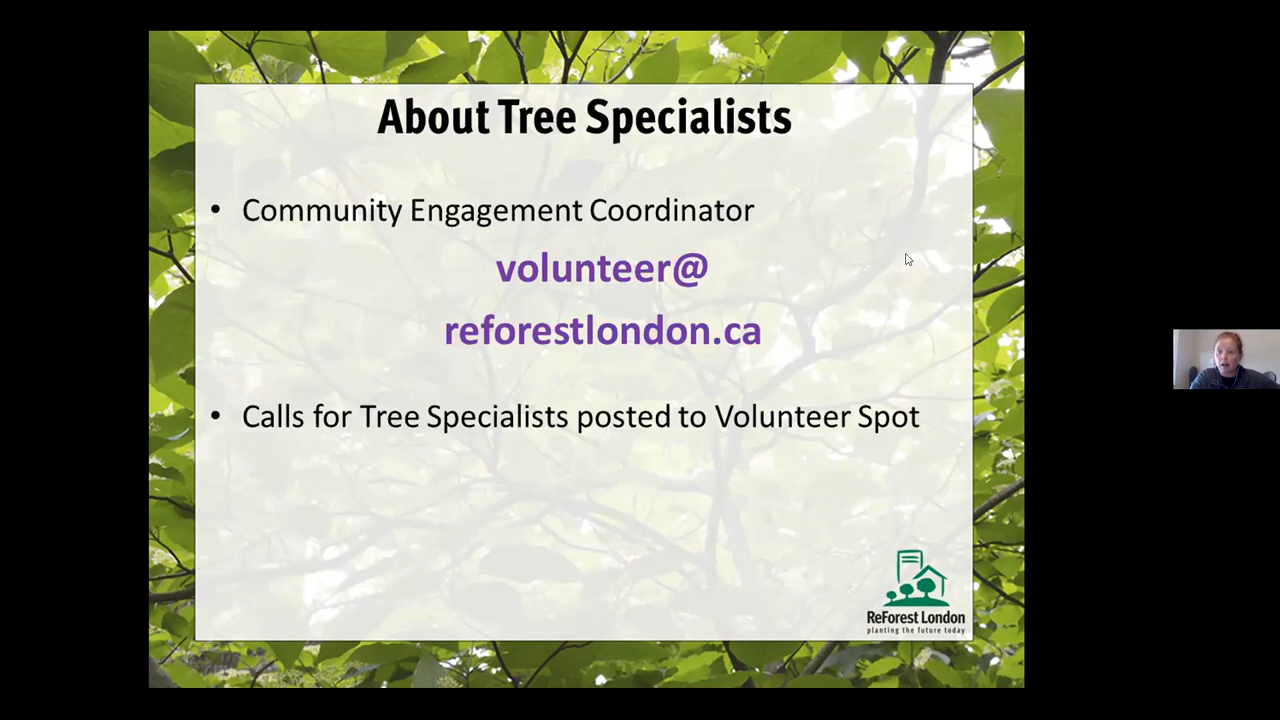 About Tree Specialists
• Community Engagement Coordinator
volunteer@
reforestlondon.ca
• Calls for Tree Specialists posted to Volunteer Spot
ReForest London
planting the future today